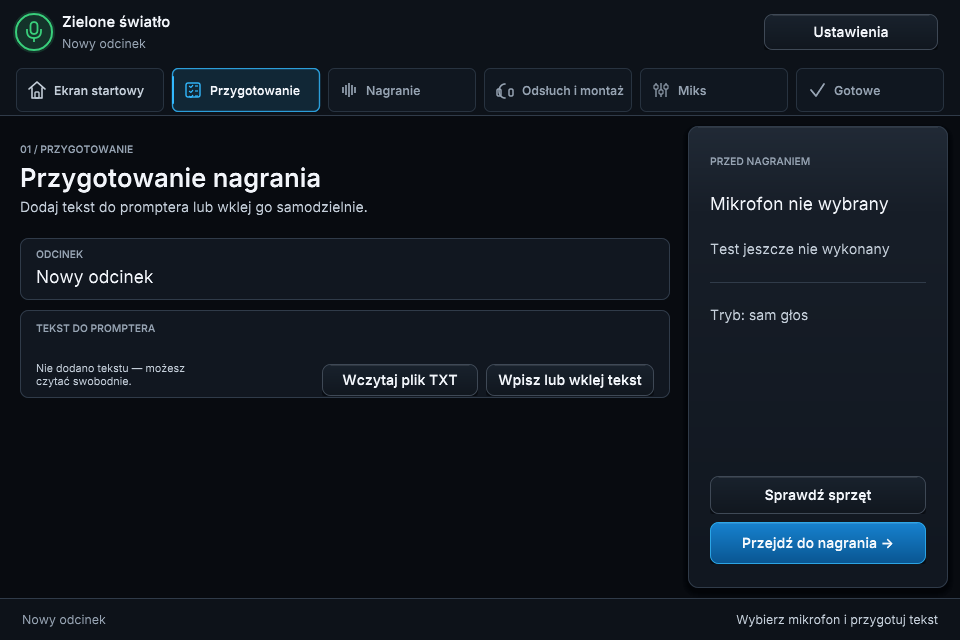 Zielone światło
Nowy odcinek
Ustawienia
Ekran startowy
Przygotowanie
Nagranie
Odsłuch i montaż
Miks
Gotowe
01 / PRZYGOTOWANIE
Przygotowanie nagrania
Dodaj tekst do promptera lub wklej go samodzielnie.
ODCINEK
Nowy odcinek
TEKST DO PROMPTERA
Nie dodano tekstu — możesz
czytać swobodnie.
Wczytaj plik TXT
Wpisz lub wklej tekst
PRZED NAGRANIEM
Mikrofon nie wybrany
Test jeszcze nie wykonany
Tryb: sam głos
Sprawdź sprzęt
Przejdź do nagrania →
Nowy odcinek
Wybierz mikrofon i przygotuj tekst